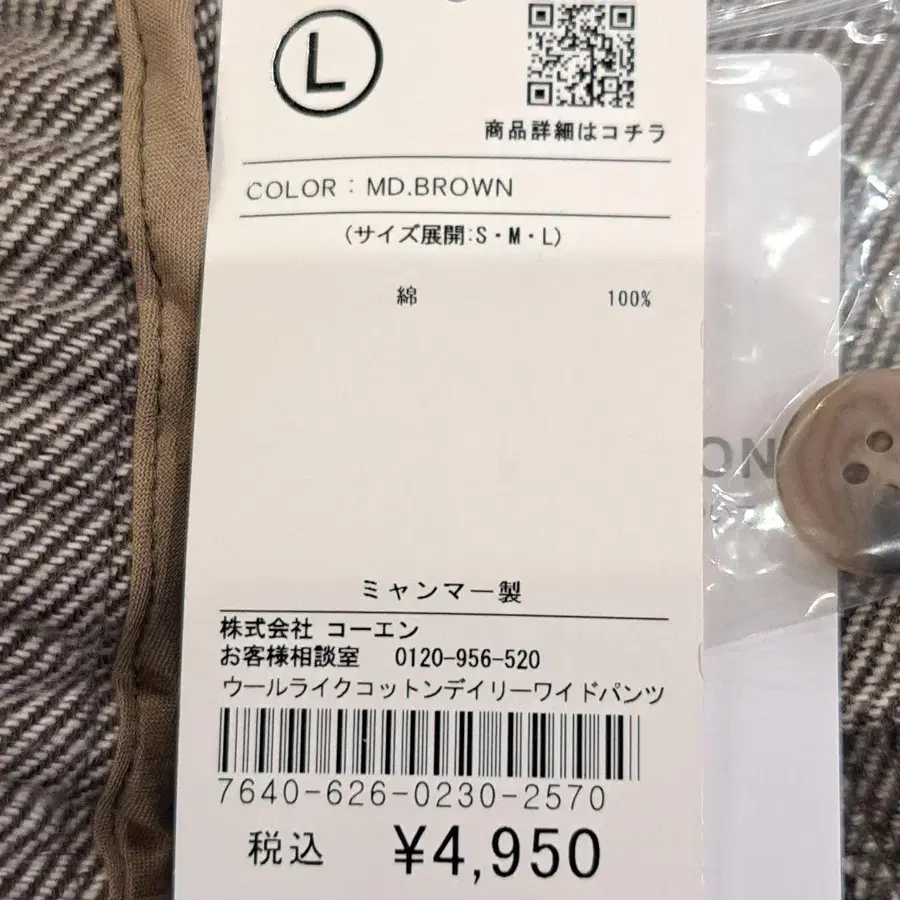 L
商品詳細はコチラ
COLOR : MD.BROWN
(サイズ展開:S・M・L)
綿 100%
ON
ミャンマー製
株式会社 コーエン
お客様相談室 0120-956-520
ウールライクコットンデイリーワイドパンツ
7640-626-0230-2570
税込 ¥4,950